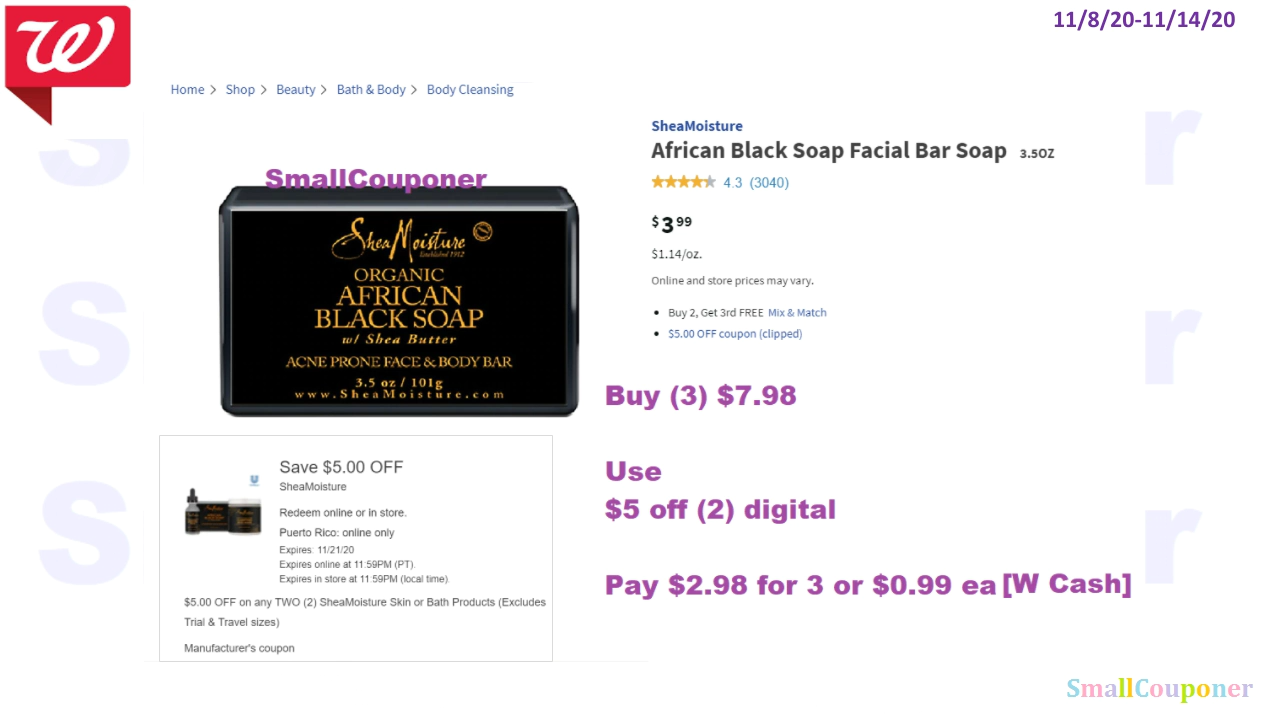 11/8/20-11/14/20
W
Home > Shop > Beauty > Bath & Body > Body Cleansing
SheaMoisture
African Black Soap Facial Bar Soap 3.5OZ
4.3 (3040)
$3 99
$1.14/oz.
Online and store prices may vary.
• Buy 2, Get 3rd FREE Mix & Match
• $5.00 OFF coupon (clipped)
SmallCouponer
SheaMoisture
Established 1912
ORGANIC
AFRICAN
BLACK SOAP
w/ Shea Butter
ACNE PRONE FACE & BODY BAR
3.5 oz / 101g
www.SheaMoisture.com
Buy (3) $7.98
Use
$5 off (2) digital
Pay $2.98 for 3 or $0.99 ea [W Cash]
Save $5.00 OFF
SheaMoisture
Redeem online or in store.
Puerto Rico: online only
Expires: 11/21/20
Expires online at 11:59PM (PT).
Expires in store at 11:59PM (local time).
$5.00 OFF on any TWO (2) SheaMoisture Skin or Bath Products (Excludes
Trial & Travel sizes)
Manufacturer's coupon
s r
s r
s r
SmallCouponer